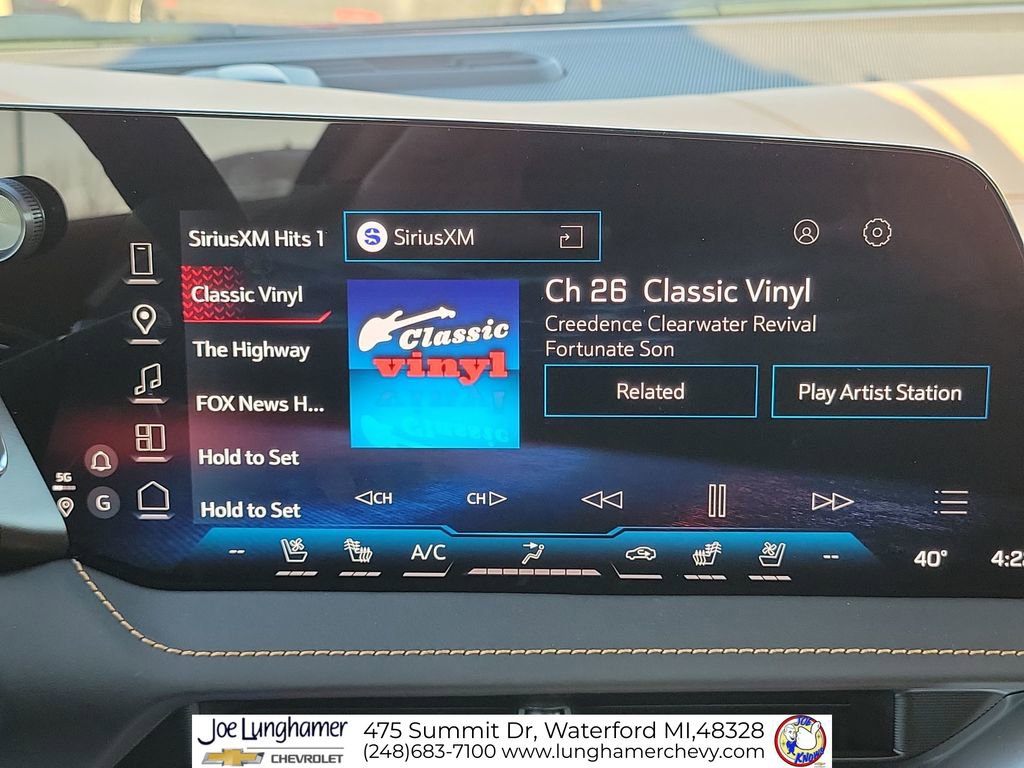 SiriusXM Hits 1
SiriusXM
Classic Vinyl
The Highway
FOX News H...
Hold to Set
Hold to Set
Classic
vinyl
Ch 26 Classic Vinyl
Creedence Clearwater Revival
Fortunate Son
Related
Play Artist Station
CH
CH
5G
G
--
A/C
--
40°
Joe Lunghamer
CHEVROLET
475 Summit Dr, Waterford MI,48328
(248)683-7100 www.lunghamerchevy.com
JOE
KNOWS